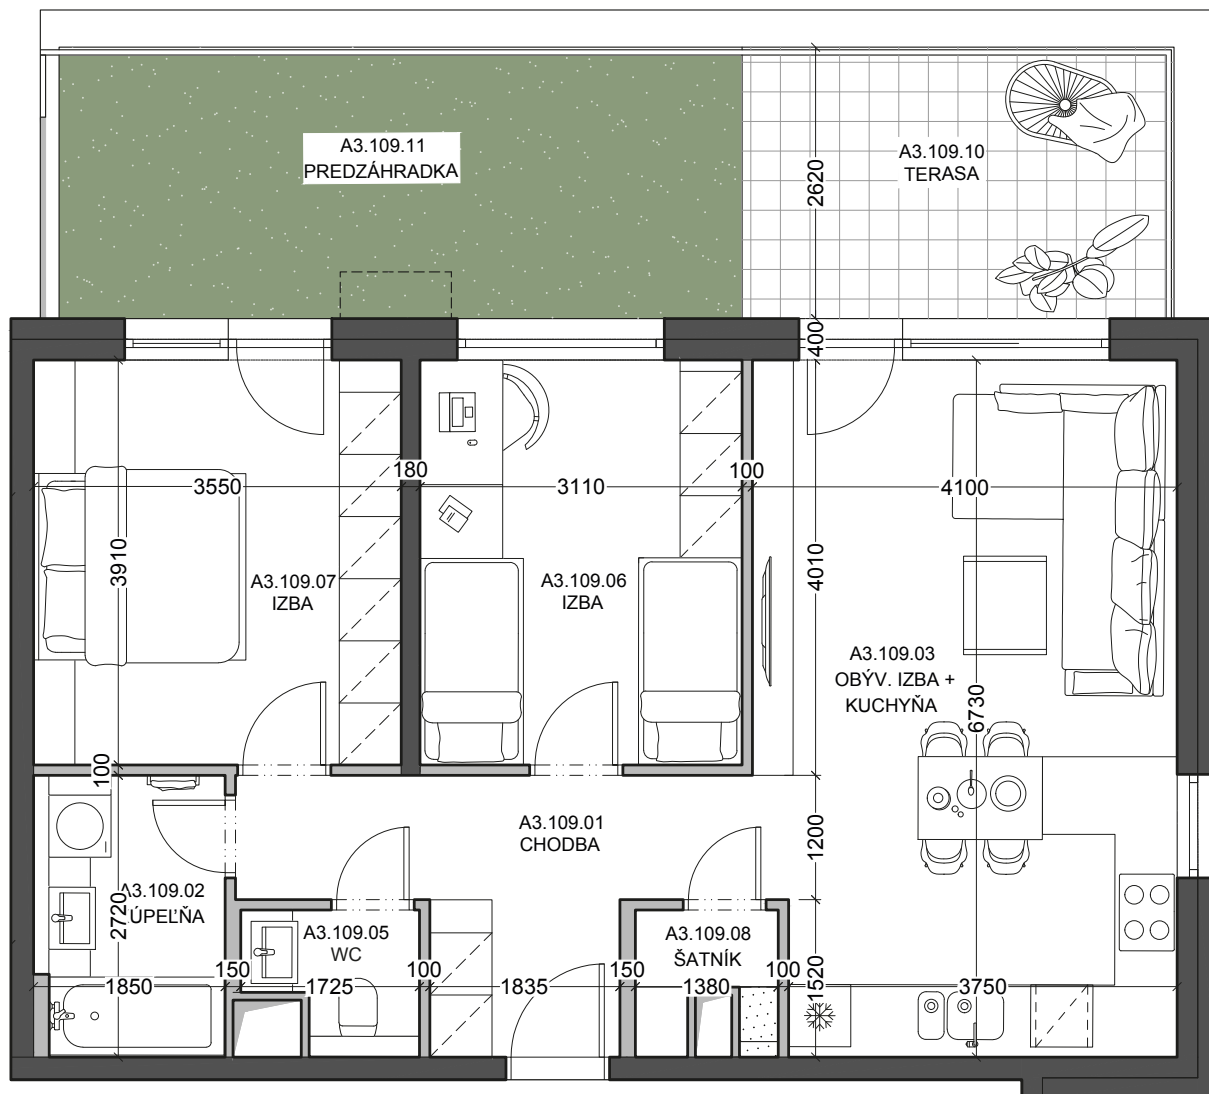 A3.109.11
PREDZÁHRADKA
A3.109.10
TERASA
2620
400
180
100
3550
3110
4100
3910
4010
A3.109.07
IZBA
A3.109.06
IZBA
A3.109.03
OBÝV. IZBA +
KUCHYŇA
6730
100
A3.109.01
CHODBA
1200
A3.109.02
ÚPEĽŇA
2720
A3.109.05
WC
A3.109.08
ŠATNÍK
150
100
150
100
1850
1725
1835
1380
1520
3750